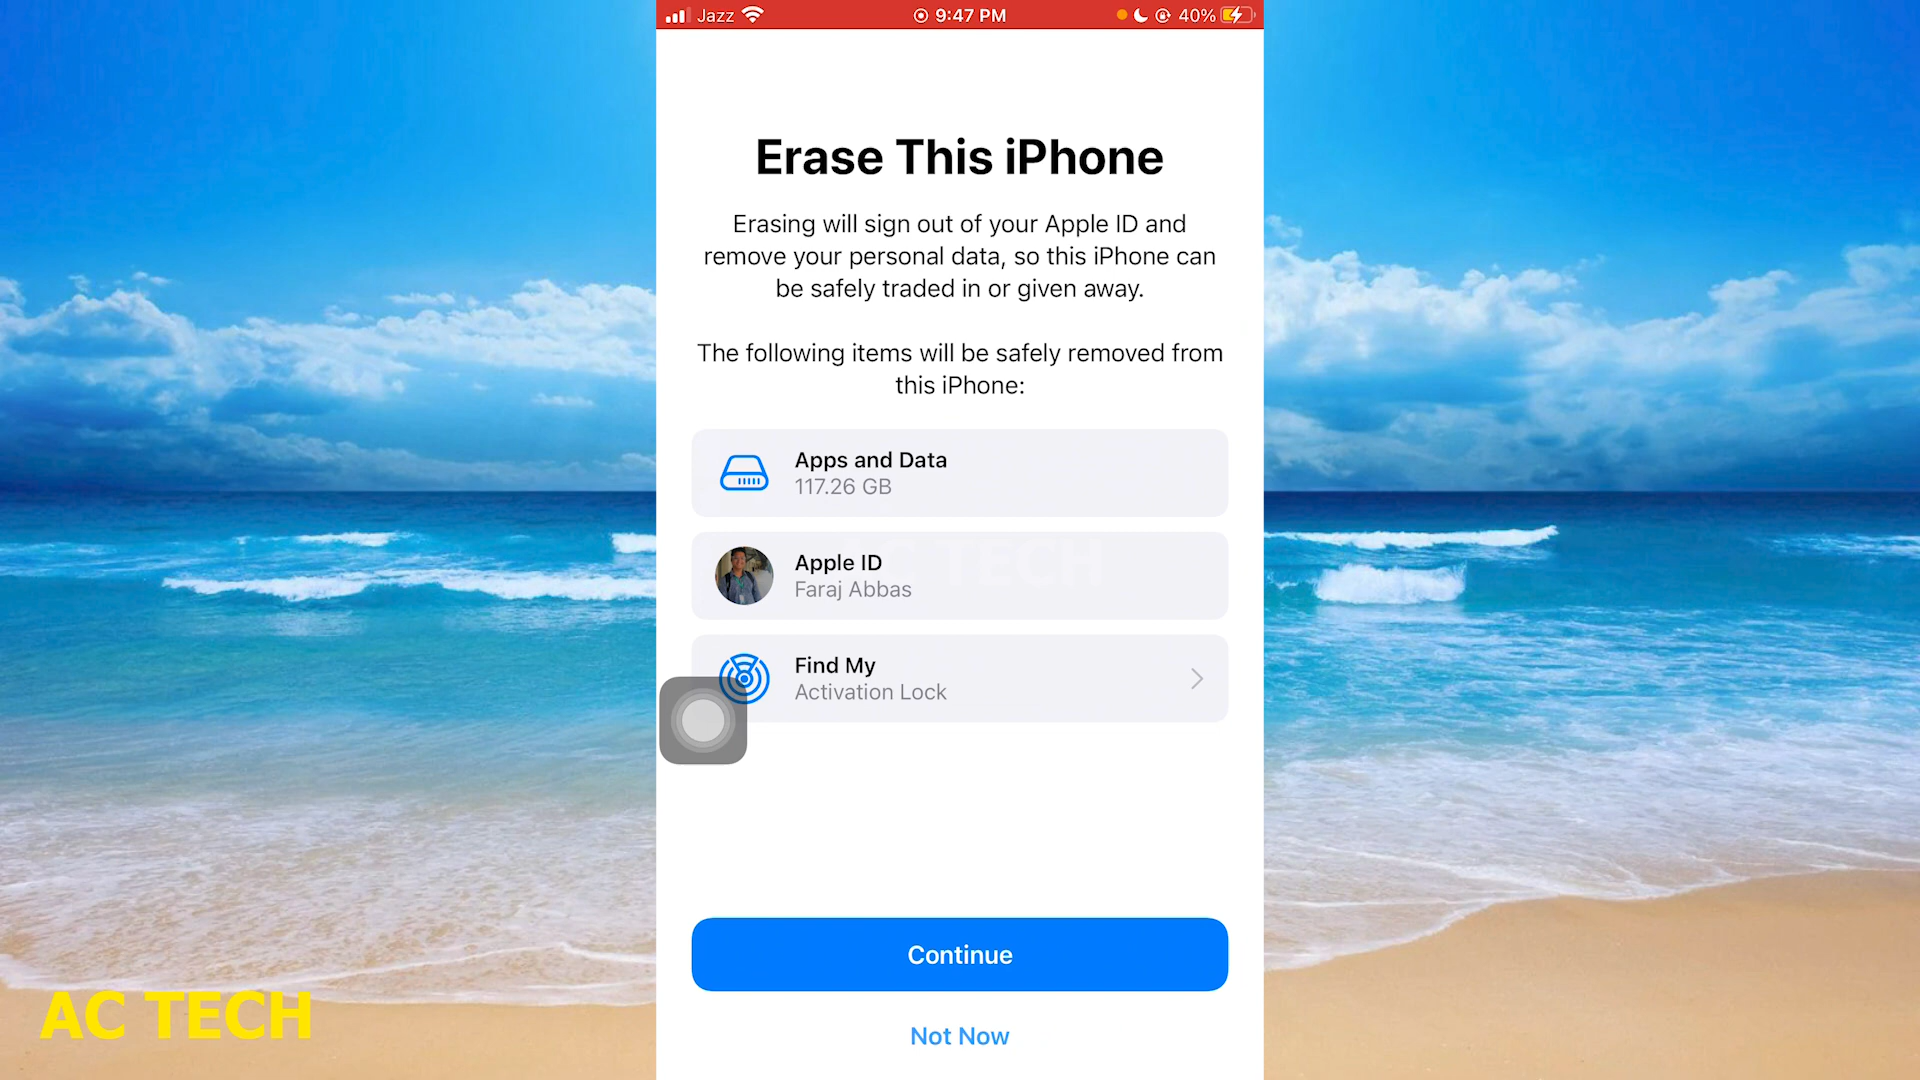 Jazz 9:47 PM 40%
Erase This iPhone
Erasing will sign out of your Apple ID and
remove your personal data, so this iPhone can
be safely traded in or given away.
The following items will be safely removed from
this iPhone:
Apps and Data
117.26 GB
Apple ID
Faraj Abbas
AC TECH
Find My
Activation Lock
Continue
Not Now
AC TECH